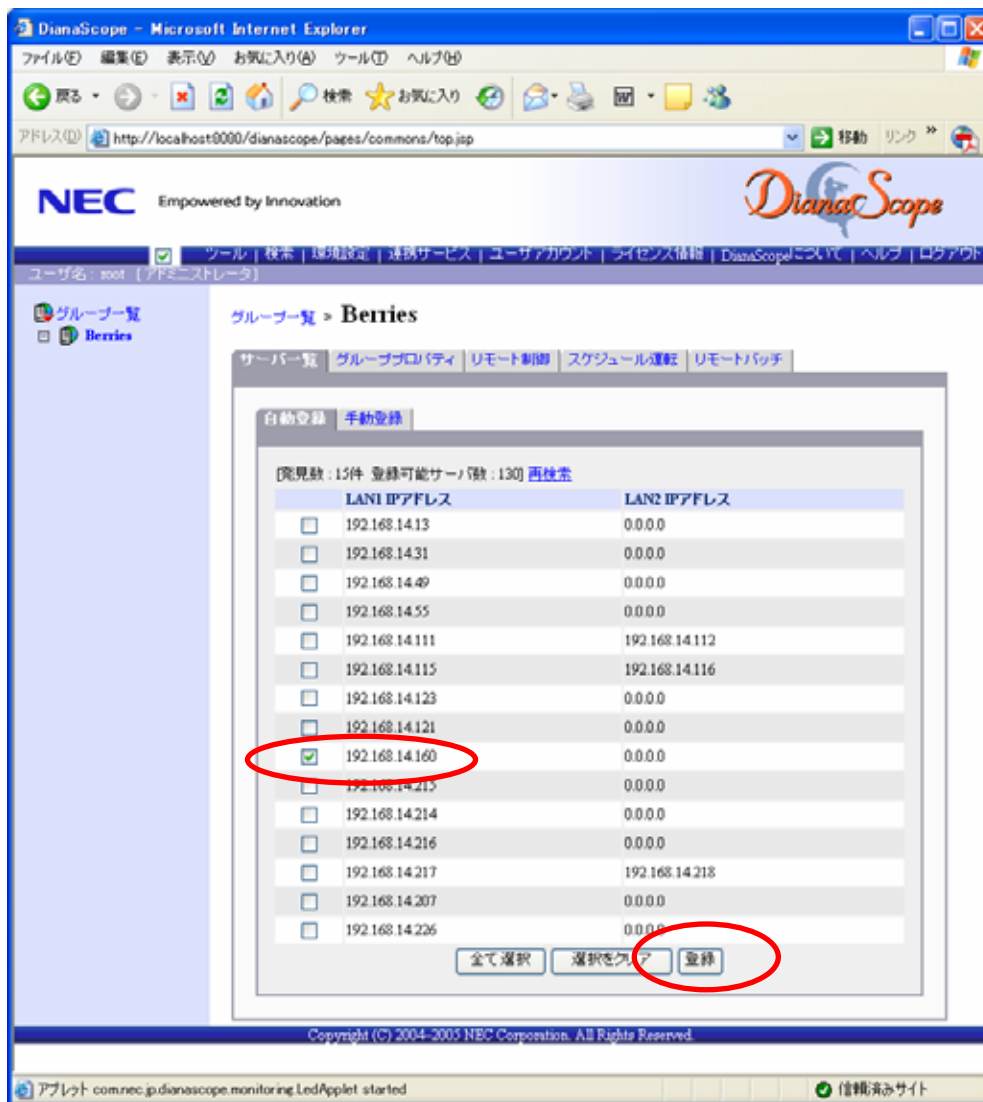 DianaScope - Microsoft Internet Explorer
ファイル(F) 編集(E) 表示(V) お気に入り(A) ツール(T) ヘルプ(H)
戻る 検索 お気に入り
アドレス(D) http://localhost:8080/dianascope/pages/commons/top.jsp 移動 リンク »
NEC Empowered by Innovation DianaScope
ツール | 検索 | 環境設定 | 連携サービス | ユーザアカウント | ライセンス情報 | DianaScopeについて | ヘルプ | ログアウト
ユーザ名 : root [アドミニストレータ]
グループ一覧
Berries
グループ一覧 » Berries
サーバ一覧 グループプロパティ リモート制御 スケジュール運転 リモートバッチ
自動登録 手動登録
[発見数 : 15件 登録可能サーバ数 : 130] 再検索
LAN1 IPアドレス LAN2 IPアドレス
192.168.14.13 0.0.0.0
192.168.14.31 0.0.0.0
192.168.14.49 0.0.0.0
192.168.14.55 0.0.0.0
192.168.14.111 192.168.14.112
192.168.14.115 192.168.14.116
192.168.14.123 0.0.0.0
192.168.14.121 0.0.0.0
192.168.14.160 0.0.0.0
192.168.14.215 0.0.0.0
192.168.14.214 0.0.0.0
192.168.14.216 0.0.0.0
192.168.14.217 192.168.14.218
192.168.14.207 0.0.0.0
192.168.14.226 0.0.0.0
全て選択 選択をクリア 登録
Copyright (C) 2004-2005 NEC Corporation. All Rights Reserved.
アプレット com.nec.jp.dianascope.monitoring.LedApplet started 信頼済みサイト